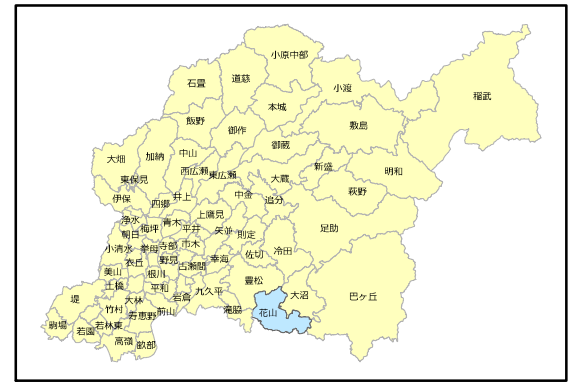 小原中部
石畳
道慈
小渡
稲武
本城
飯野
御作
敷島
御蔵
大畑
加納
中山
西広瀬
東広瀬
新盛
明和
東保見
大蔵
萩野
伊保
四郷
井上
中金
追分
浄水
梅坪
青木
上鷹見
矢並
足助
朝日
平井
則定
小清水
挙母
寺部
市木
佐切
冷田
衣丘
野見
古瀬間
幸海
美山
根川
豊松
土橋
平和
岩倉
九久平
大沼
巴ヶ丘
堤
大林
竹村
寿恵野
前山
滝脇
花山
駒場
若園
若林東
高嶺
畝部